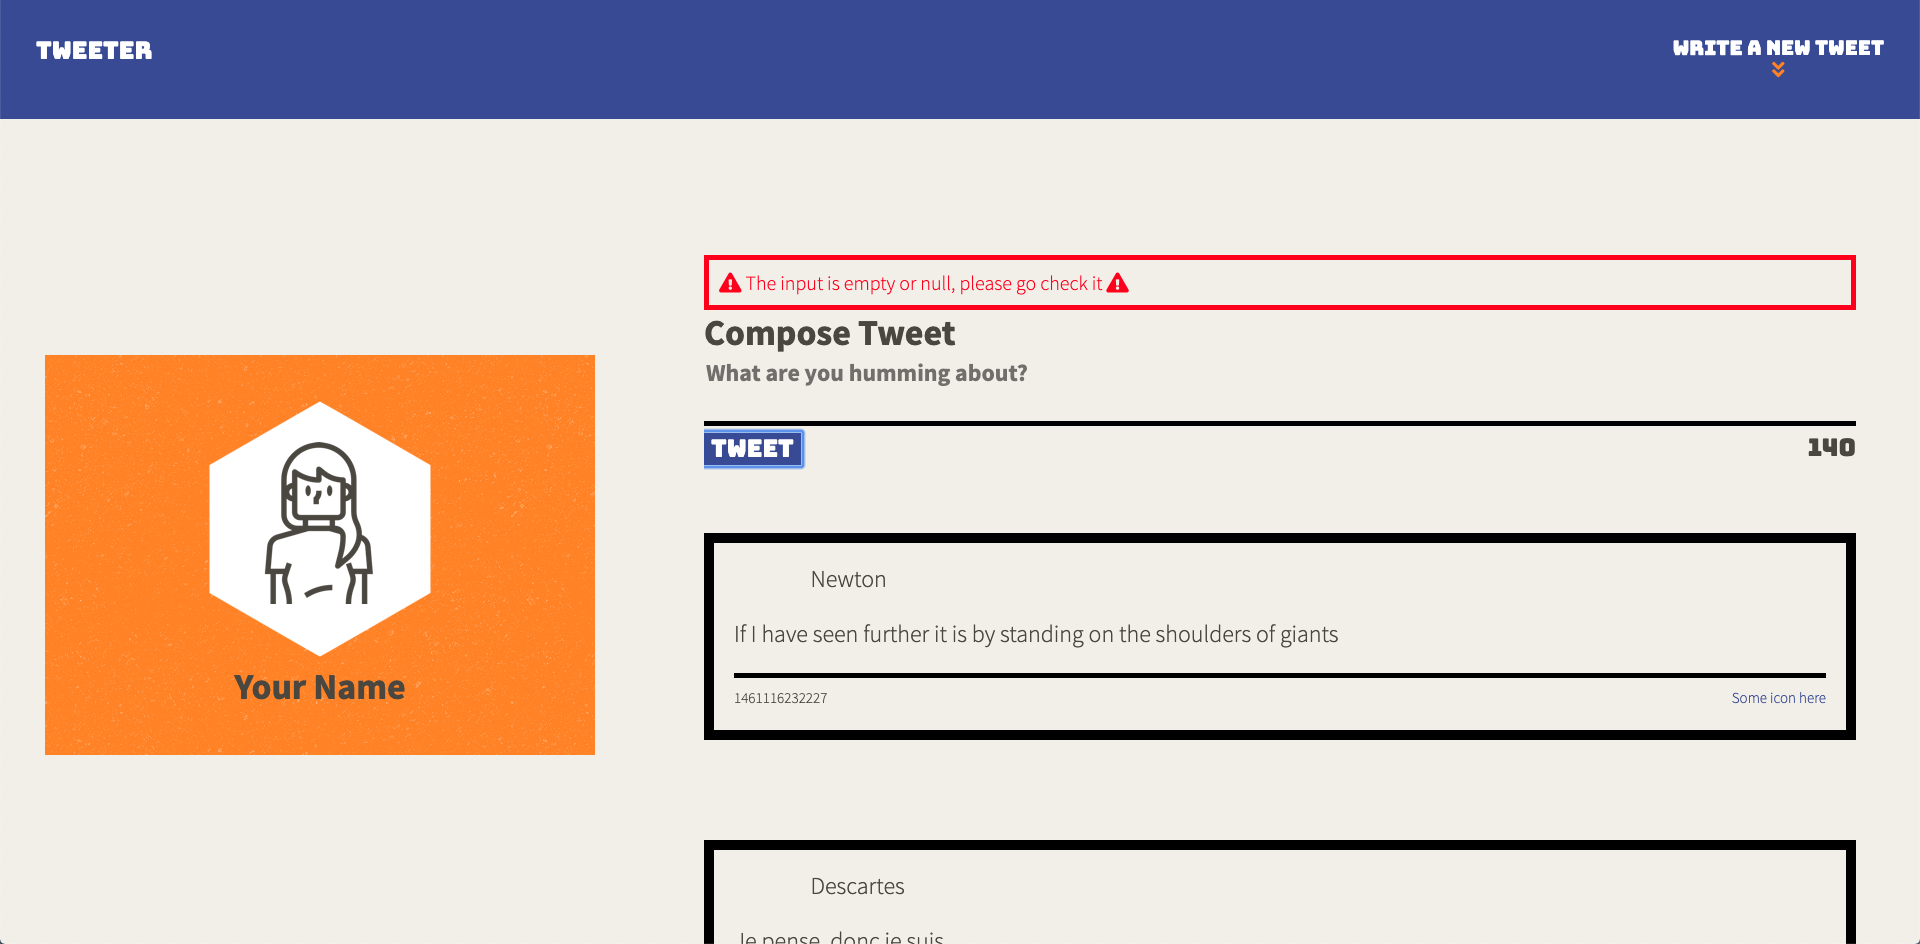 TWEETER
WRITE A NEW TWEET
The input is empty or null, please go check it
Compose Tweet
What are you humming about?
TWEET
140
Your Name
Newton
If I have seen further it is by standing on the shoulders of giants
1461116232227
Some icon here
Descartes
Je pense, donc je suis